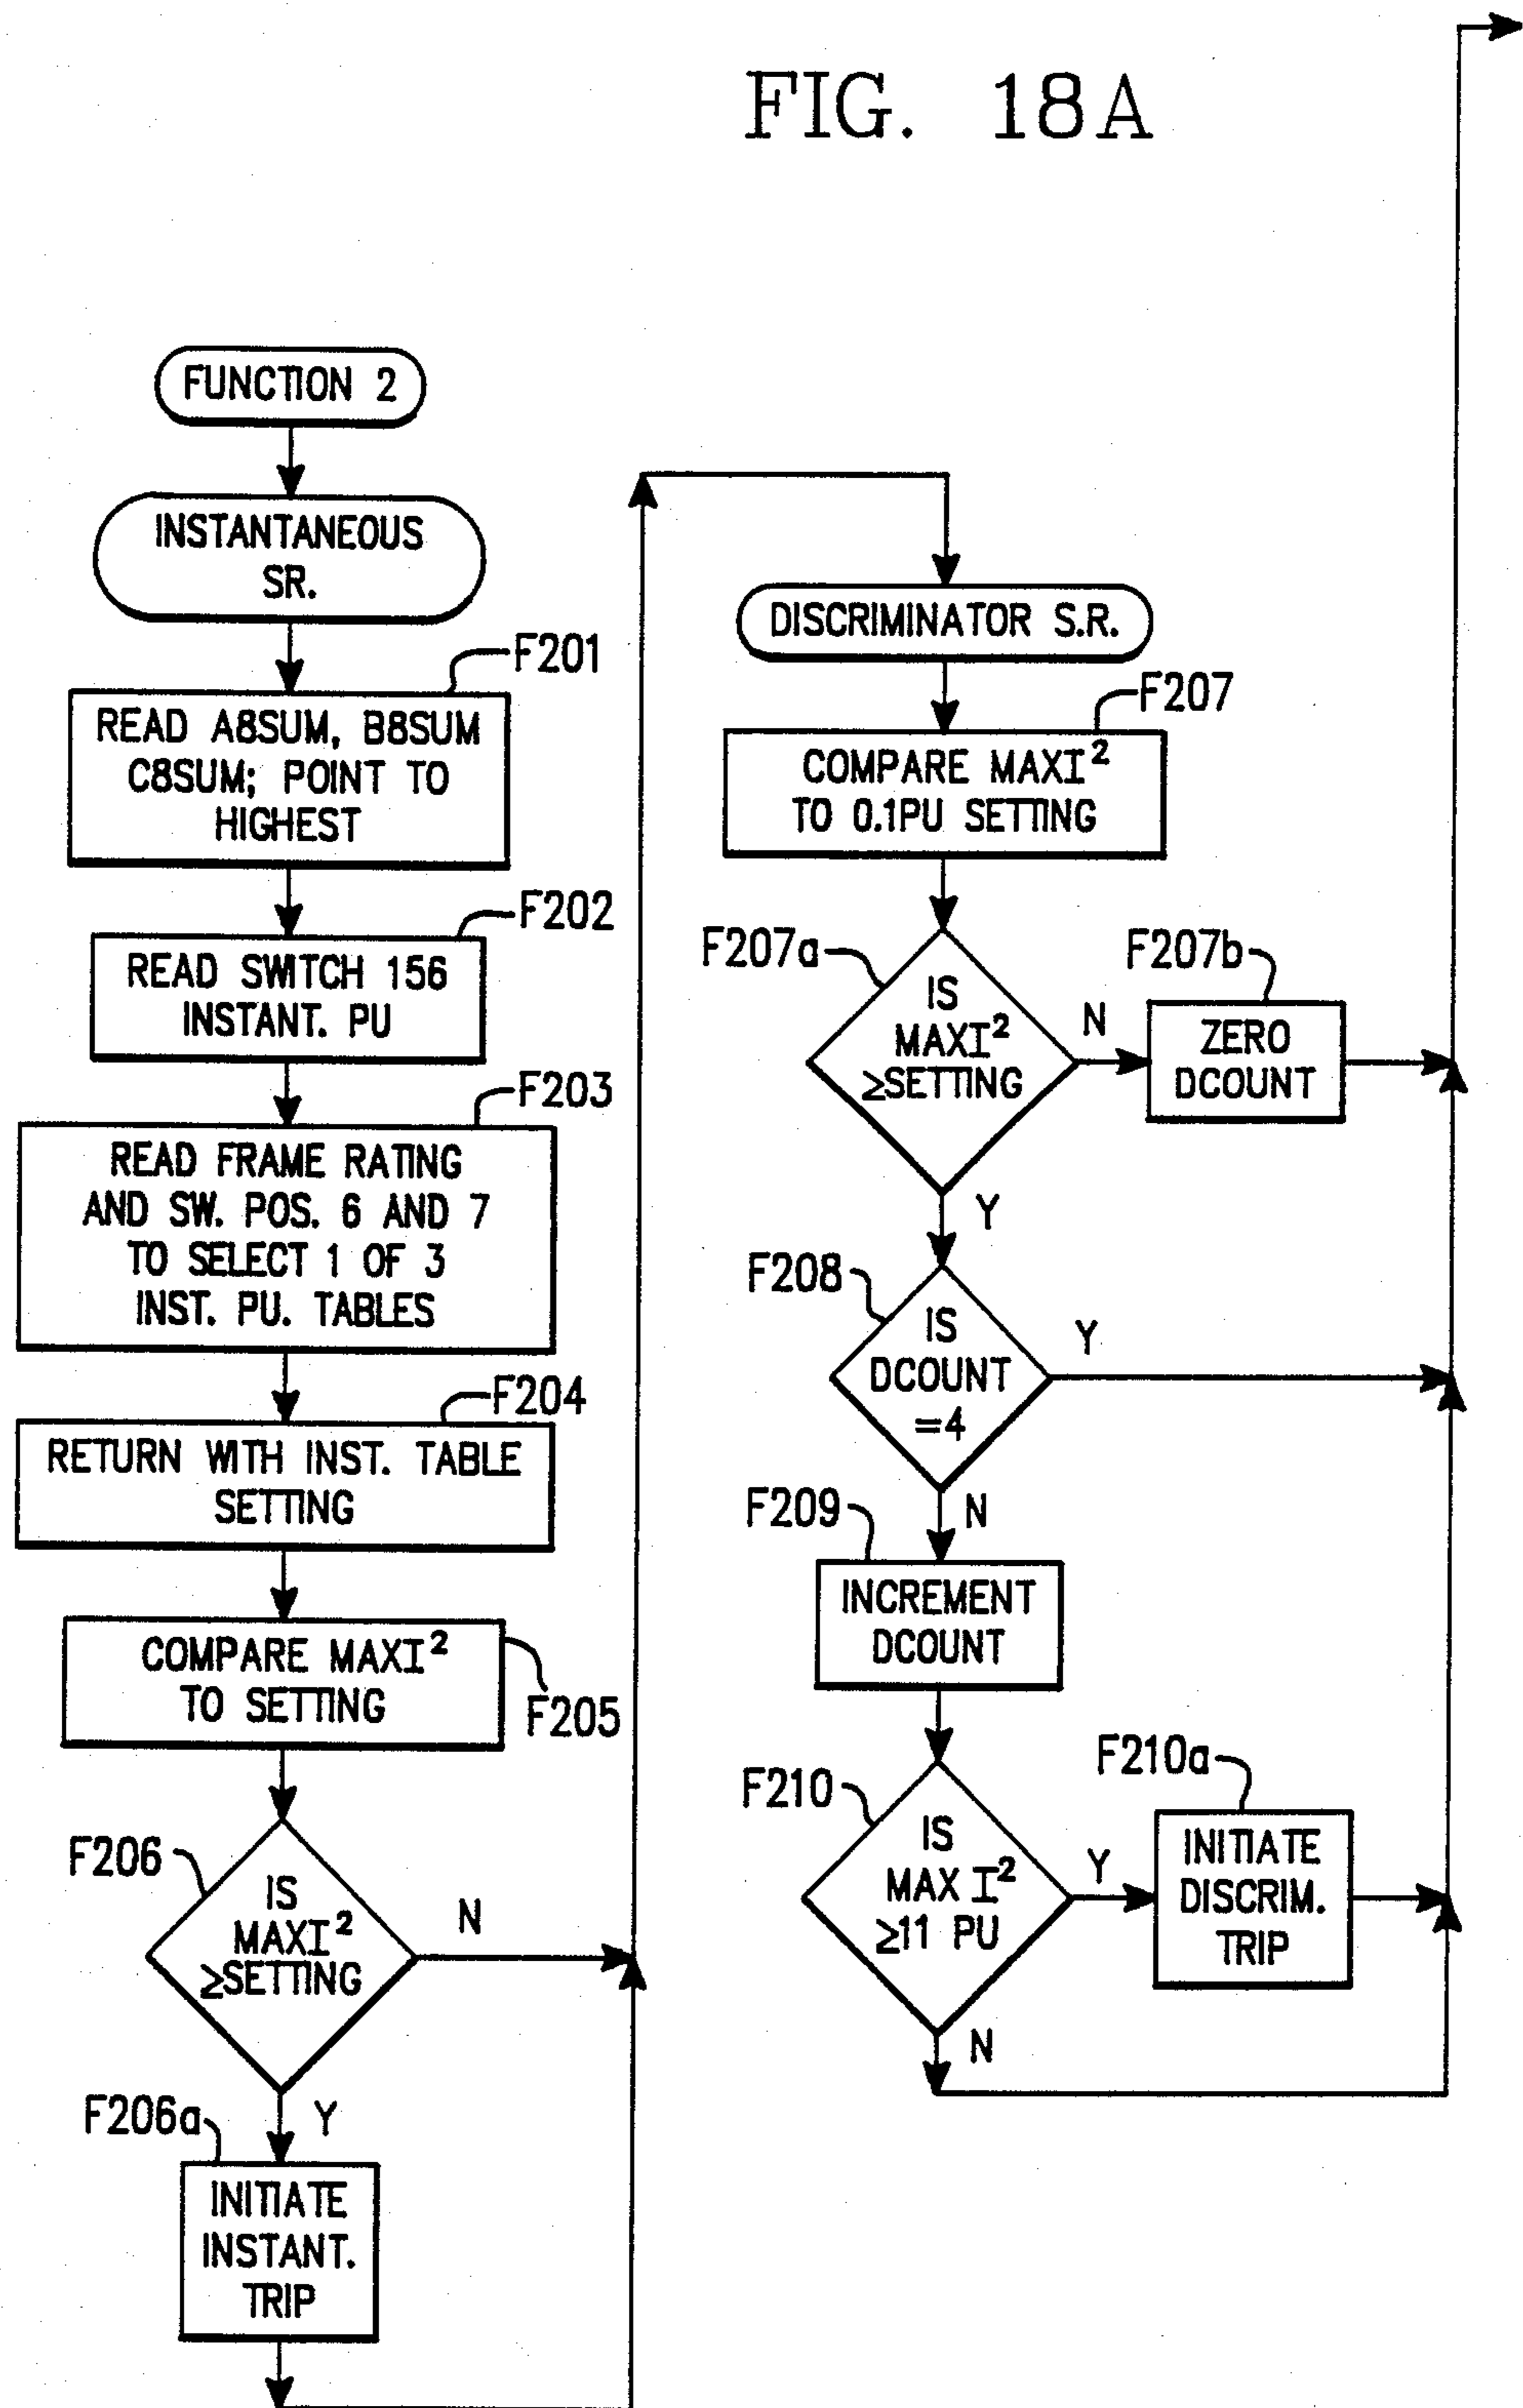 FIG. 18A
FUNCTION 2
INSTANTANEOUS
SR.
F201
READ A8SUM, B8SUM
C8SUM; POINT TO
HIGHEST
F202
READ SWITCH 156
INSTANT. PU
F203
READ FRAME RATING
AND SW. POS. 6 AND 7
TO SELECT 1 OF 3
INST. PU. TABLES
F204
RETURN WITH INST. TABLE
SETTING
COMPARE MAXI²
TO SETTING
F205
F206
IS
MAXI²
≥SETTING
N
Y
F206a
INITIATE
INSTANT.
TRIP
DISCRIMINATOR S.R.
F207
COMPARE MAXI²
TO 0.1PU SETTING
F207a
IS
MAXI²
≥SETTING
N
F207b
ZERO
DCOUNT
Y
F208
IS
DCOUNT
=4
Y
N
F209
INCREMENT
DCOUNT
F210
IS
MAX I²
≥11 PU
Y
F210a
INITIATE
DISCRIM.
TRIP
N